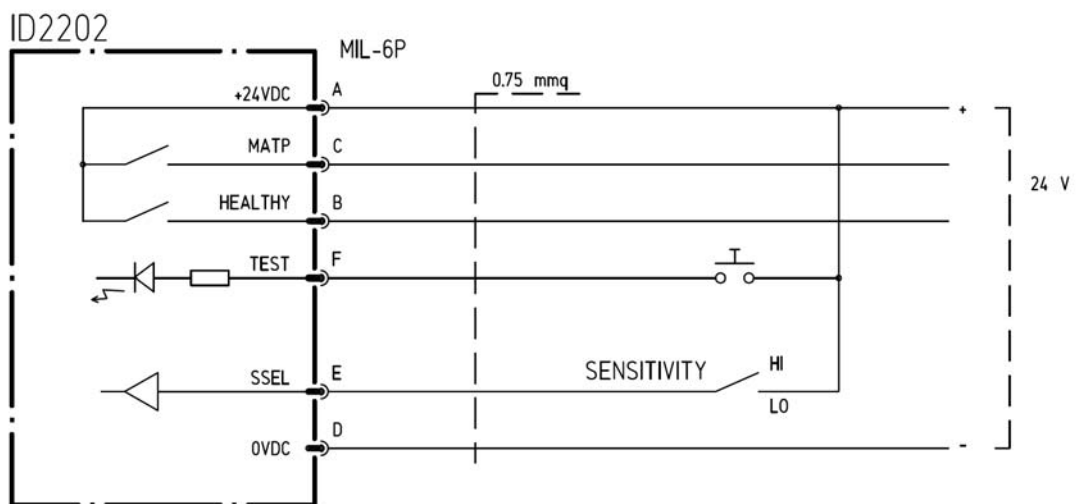 ID2202
MIL-6P
0.75 mmq
+24VDC A +
MATP C
24 V
HEALTHY B
TEST F
SENSITIVITY HI
SSEL E
LO
0VDC D -